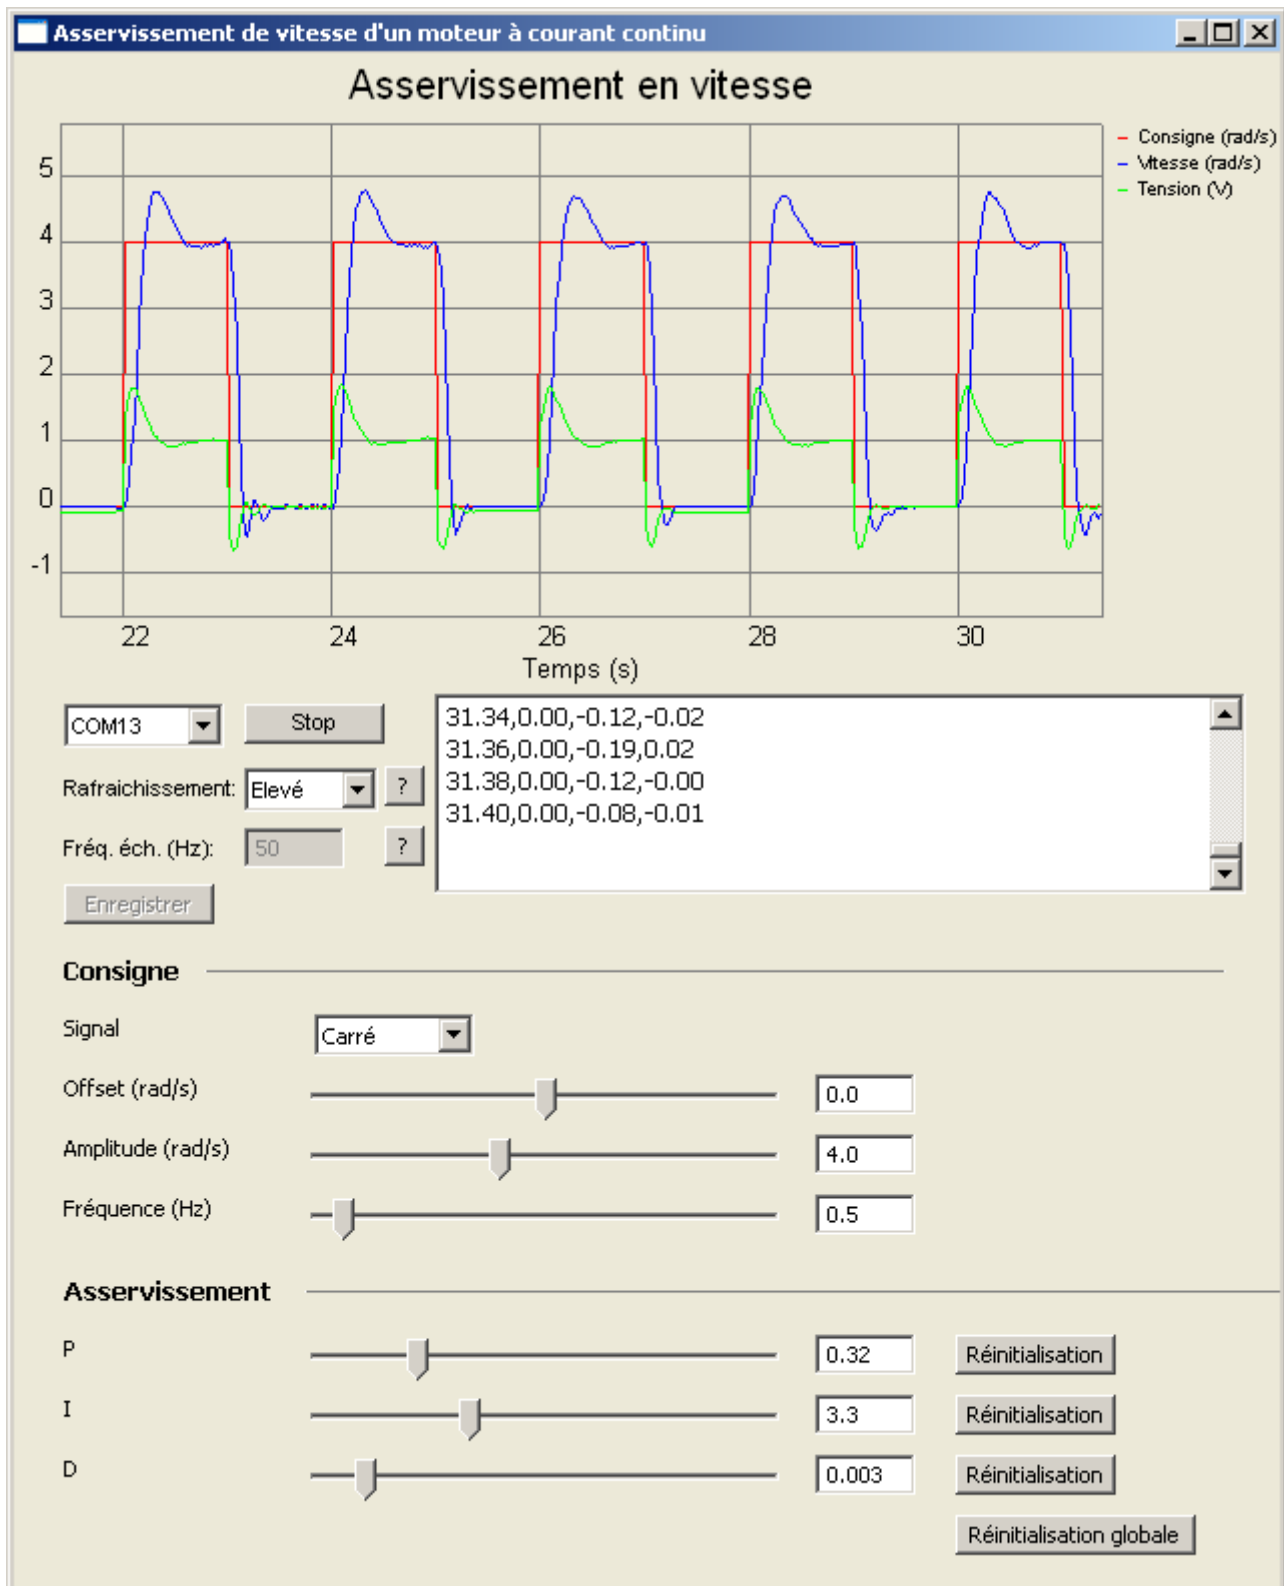 Asservissement de vitesse d'un moteur à courant continu
Asservissement en vitesse
Consigne (rad/s)
Vitesse (rad/s)
Tension (V)
5
4
3
2
1
0
-1
22 24 26 28 30
Temps (s)
COM13 Stop
Rafraichissement: Elevé ?
Fréq. éch. (Hz): 50 ?
Enregistrer
31.34,0.00,-0.12,-0.02
31.36,0.00,-0.19,0.02
31.38,0.00,-0.12,-0.00
31.40,0.00,-0.08,-0.01
Consigne
Signal Carré
Offset (rad/s) 0.0
Amplitude (rad/s) 4.0
Fréquence (Hz) 0.5
Asservissement
P 0.32 Réinitialisation
I 3.3 Réinitialisation
D 0.003 Réinitialisation
Réinitialisation globale